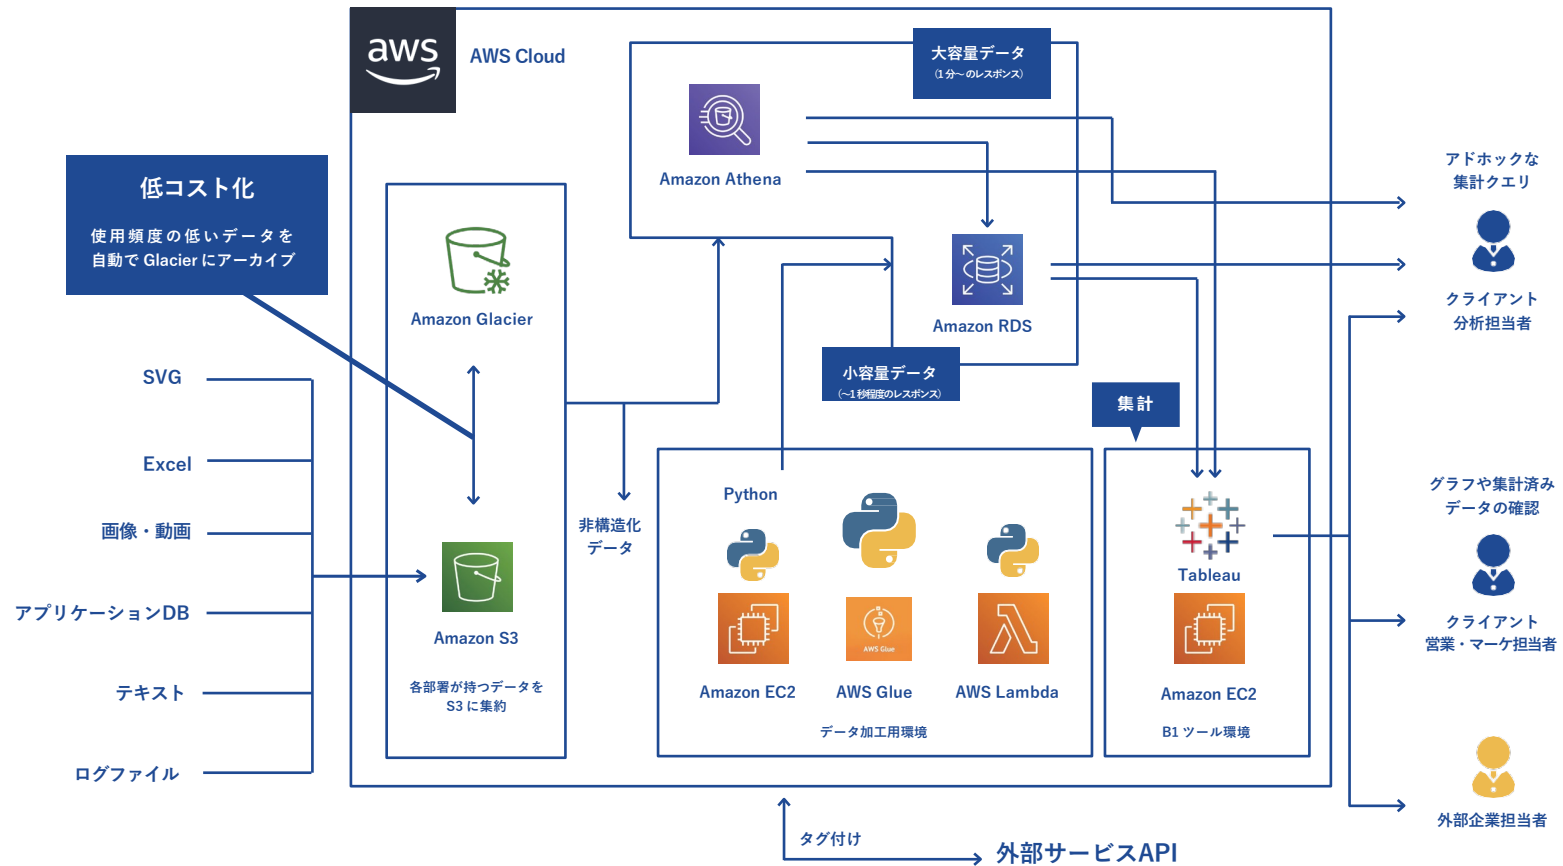 aws
AWS Cloud
大容量データ
(1分〜のレスポンス)
Amazon Athena
アドホックな
集計クエリ
低コスト化
使用頻度の低いデータを
自動で Glacier にアーカイブ
Amazon Glacier
Amazon RDS
クライアント
分析担当者
小容量データ
(〜1秒程度のレスポンス)
集計
SVG
Excel
画像・動画
アプリケーションDB
テキスト
ログファイル
非構造化
データ
Amazon S3
各部署が持つデータを
S3 に集約
Python
Amazon EC2
AWS Glue
AWS Glue
AWS Lambda
データ加工用環境
Tableau
Amazon EC2
B1 ツール環境
グラフや集計済み
データの確認
クライアント
営業・マーケ担当者
外部企業担当者
タグ付け
外部サービスAPI